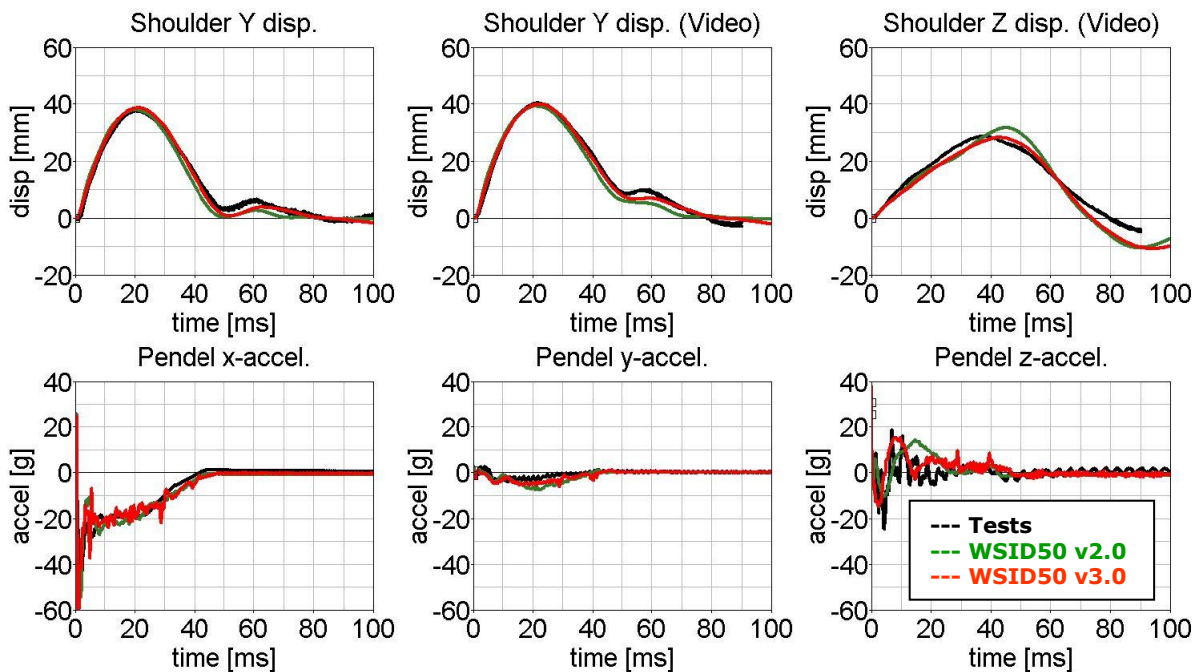 Shoulder Y disp.
disp [mm]
60
40
20
0
-20
0 20 40 60 80 100
time [ms]
Shoulder Y disp. (Video)
disp [mm]
60
40
20
0
-20
0 20 40 60 80 100
time [ms]
Shoulder Z disp. (Video)
disp [mm]
60
40
20
0
-20
0 20 40 60 80 100
time [ms]
Pendel x-accel.
accel [g]
40
20
0
-20
-40
-60
0 20 40 60 80 100
time [ms]
Pendel y-accel.
accel [g]
40
20
0
-20
-40
-60
0 20 40 60 80 100
time [ms]
Pendel z-accel.
accel [g]
40
20
0
-20
-40
-60
0 20 40 60 80 100
time [ms]
--- Tests
--- WSID50 v2.0
--- WSID50 v3.0